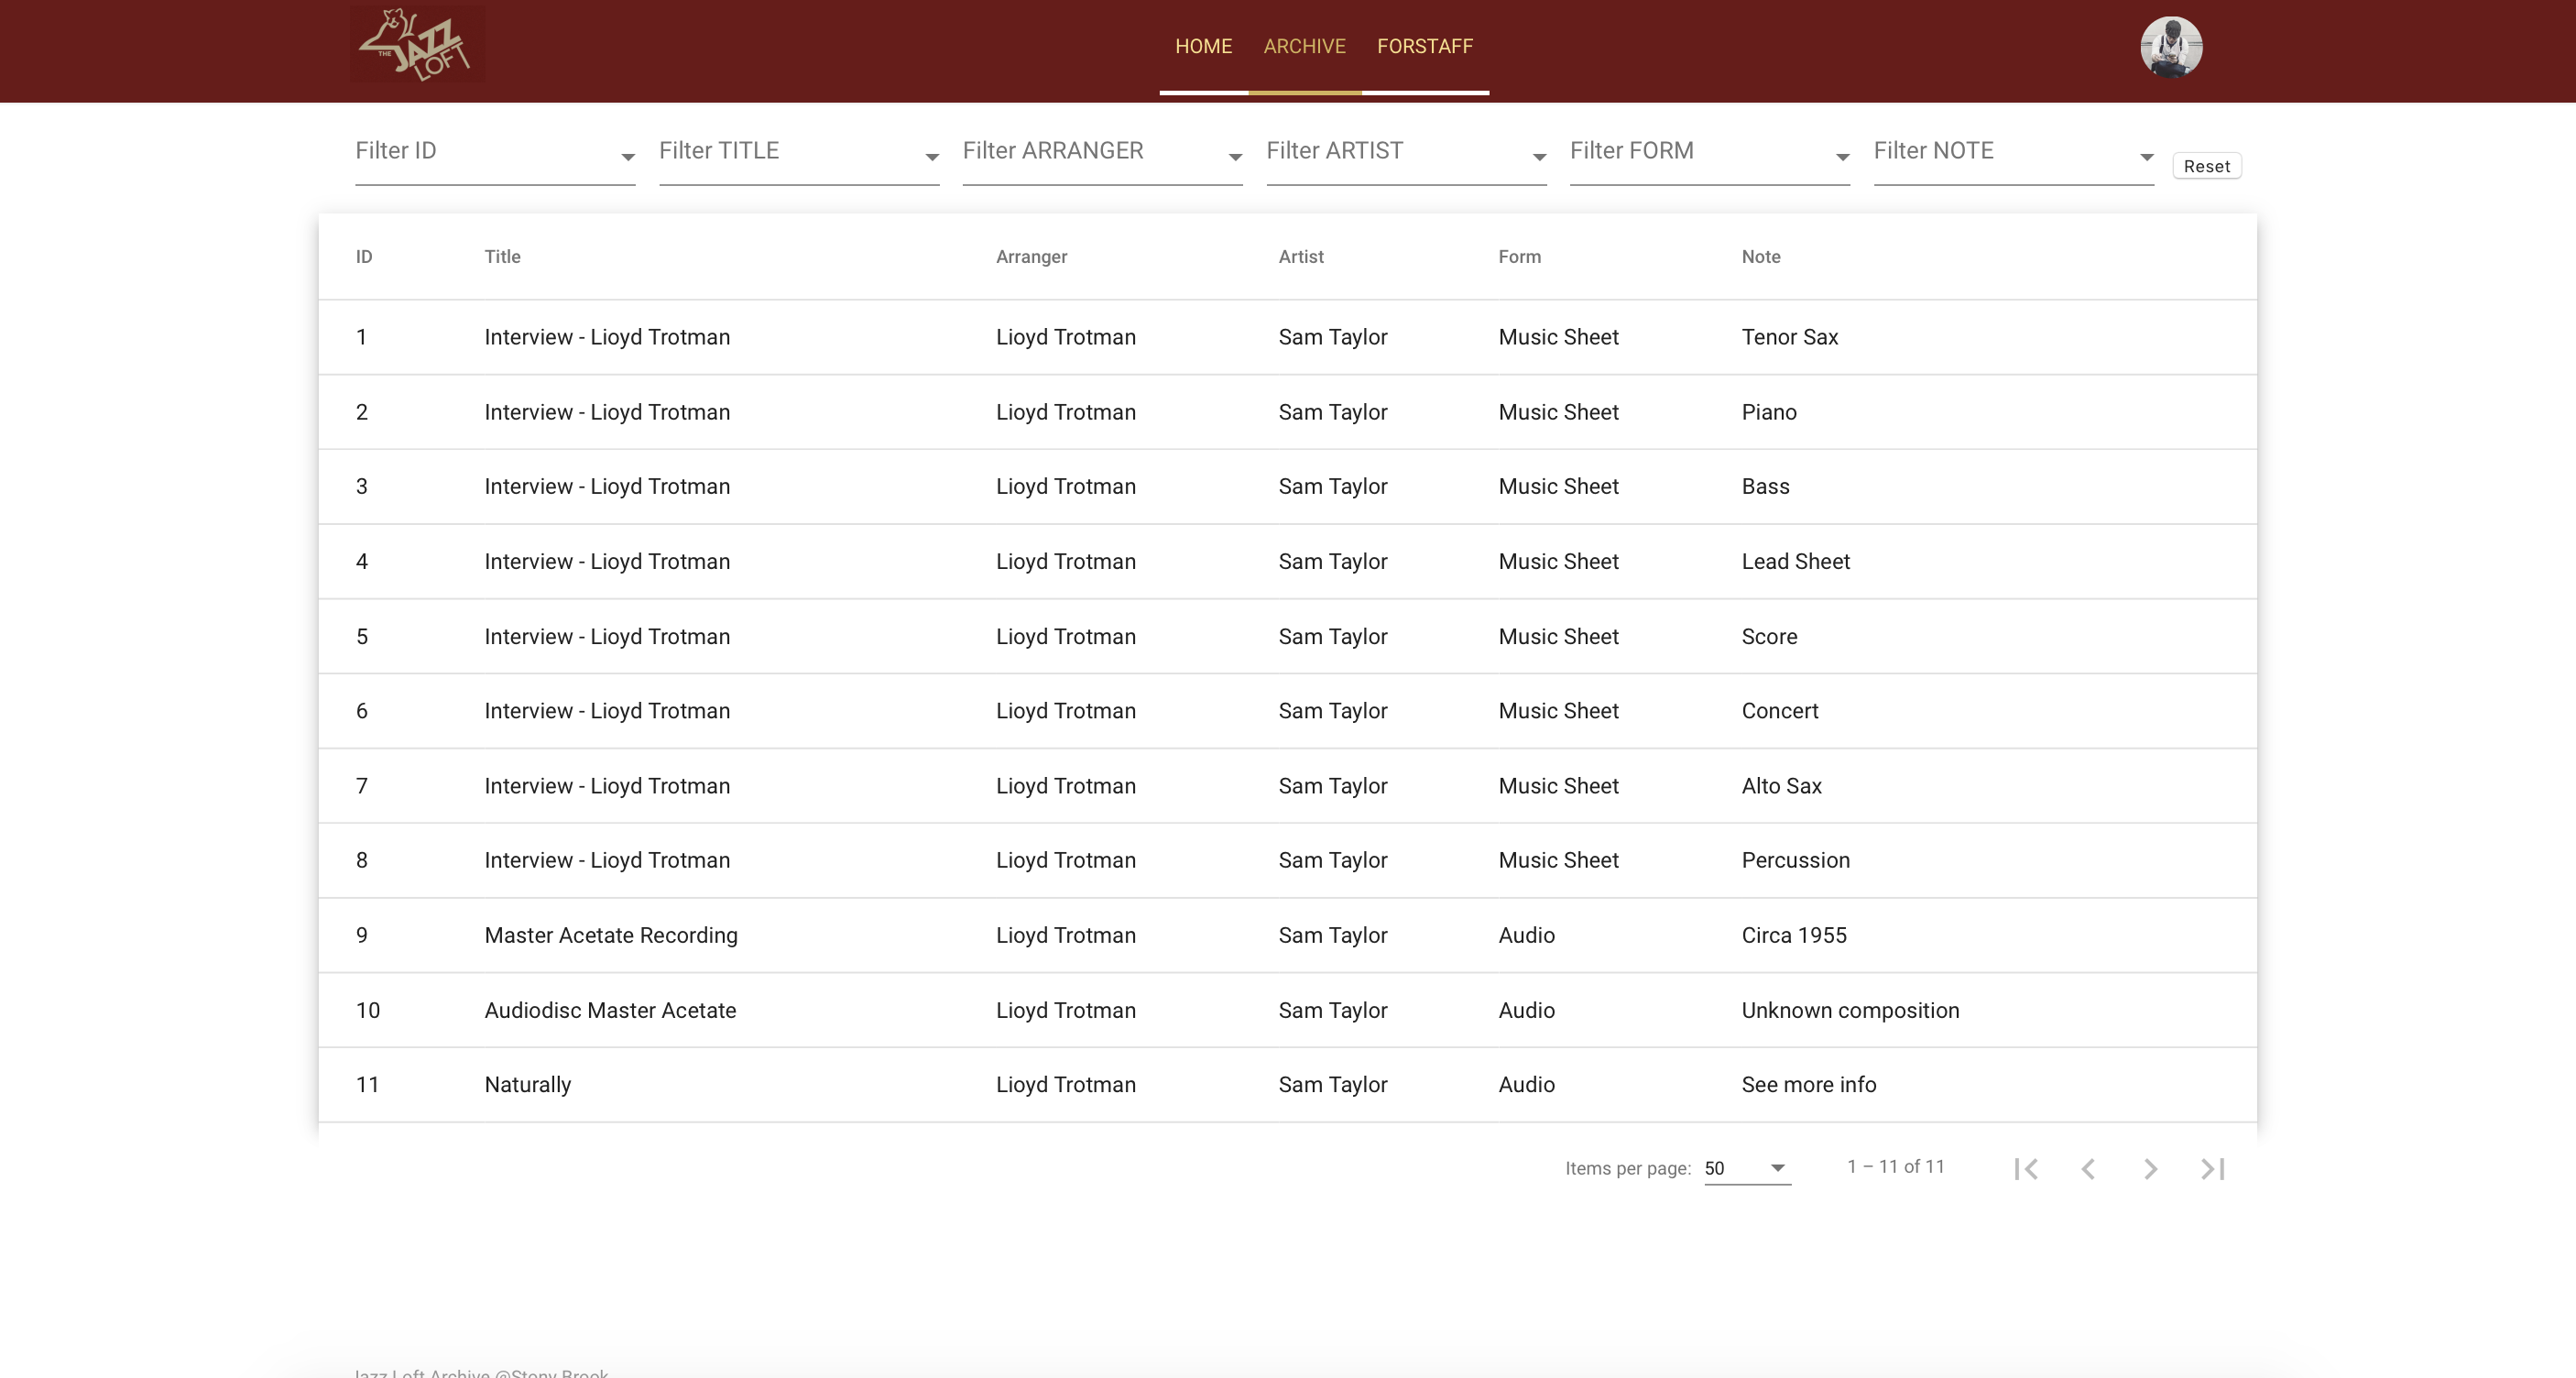 THE JAZZ LOFT
HOME ARCHIVE FORSTAFF
Filter ID Filter TITLE Filter ARRANGER Filter ARTIST Filter FORM Filter NOTE Reset
ID Title Arranger Artist Form Note
1 Interview - Lioyd Trotman Lioyd Trotman Sam Taylor Music Sheet Tenor Sax
2 Interview - Lioyd Trotman Lioyd Trotman Sam Taylor Music Sheet Piano
3 Interview - Lioyd Trotman Lioyd Trotman Sam Taylor Music Sheet Bass
4 Interview - Lioyd Trotman Lioyd Trotman Sam Taylor Music Sheet Lead Sheet
5 Interview - Lioyd Trotman Lioyd Trotman Sam Taylor Music Sheet Score
6 Interview - Lioyd Trotman Lioyd Trotman Sam Taylor Music Sheet Concert
7 Interview - Lioyd Trotman Lioyd Trotman Sam Taylor Music Sheet Alto Sax
8 Interview - Lioyd Trotman Lioyd Trotman Sam Taylor Music Sheet Percussion
9 Master Acetate Recording Lioyd Trotman Sam Taylor Audio Circa 1955
10 Audiodisc Master Acetate Lioyd Trotman Sam Taylor Audio Unknown composition
11 Naturally Lioyd Trotman Sam Taylor Audio See more info
Items per page: 50 1 – 11 of 11
Jazz Loft Archive @Stony Brook